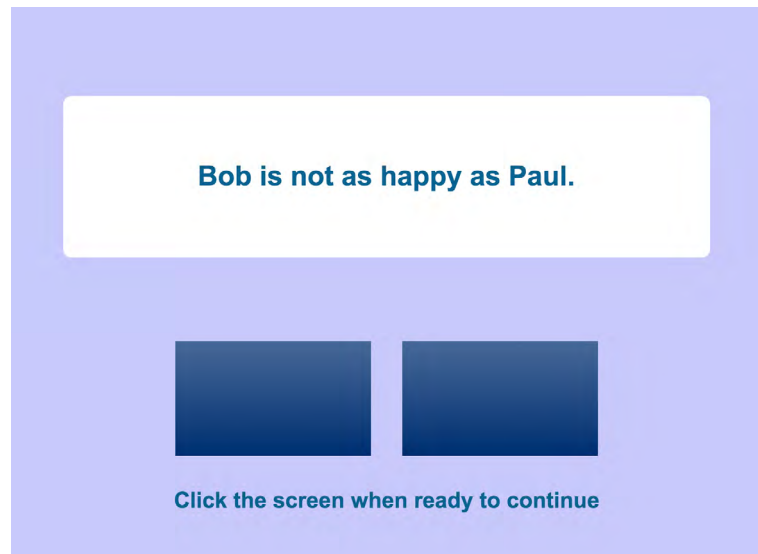 Bob is not as happy as Paul.
Click the screen when ready to continue